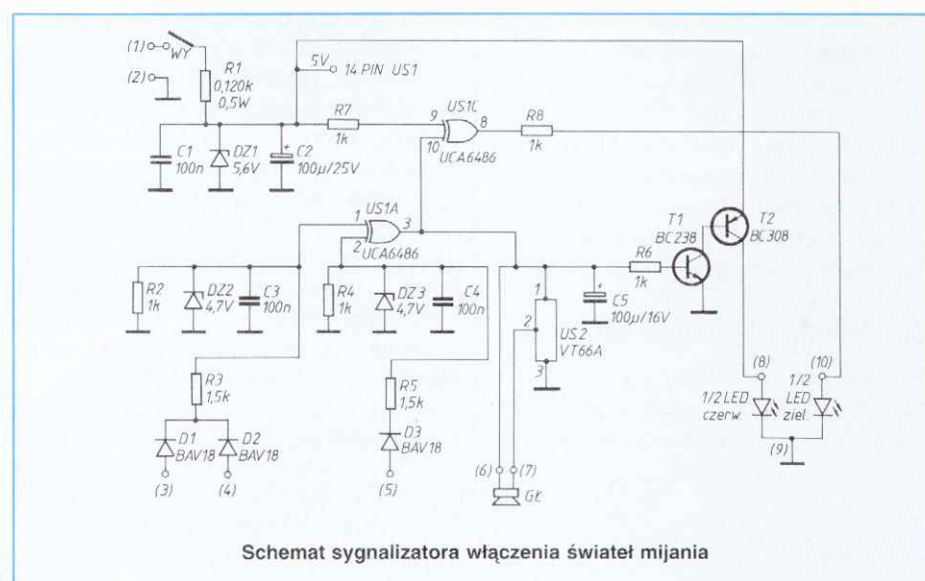 (1)
WY
(2)
R1
0,120k
0,5W
5V
14 PIN US1
C1
100n
DZ1
5,6V
+
C2
100µ/25V
R7
1k
9
10
US1C
8
UCA6486
R8
1k
1
2
US1A
3
UCA6486
T1
BC238
T2
BC308
R2
1k
DZ2
4,7V
C3
100n
R4
1k
DZ3
4,7V
C4
100n
1
2
3
US2
VT66A
+
C5
100µ/16V
R6
1k
R3
1,5k
D1
BAV18
D2
BAV18
(3)
(4)
R5
1,5k
D3
BAV18
(5)
(6)
(7)
GŁ
(8)
(10)
1/2 LED
czerw.
1/2
LED
ziel.
(9)
Schemat sygnalizatora włączenia świateł mijania